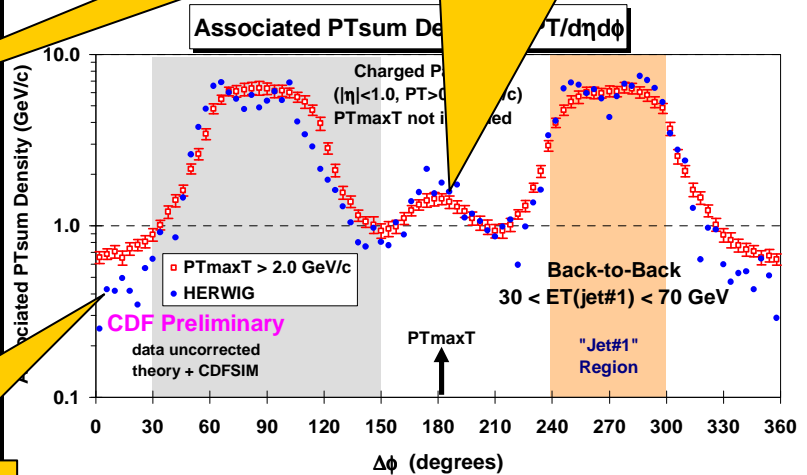 Associated PTsum De PT/dηdφ
Associated PTsum Density (GeV/c)
10.0
1.0
0.1
Charged Pa
(|η|<1.0, PT>0 c)
PTmaxT not i ed
PTmaxT > 2.0 GeV/c
HERWIG
CDF Preliminary
data uncorrected
theory + CDFSIM
PTmaxT
Back-to-Back
30 < ET(jet#1) < 70 GeV
"Jet#1"
Region
0 30 60 90 120 150 180 210 240 270 300 330 360
Δφ (degrees)